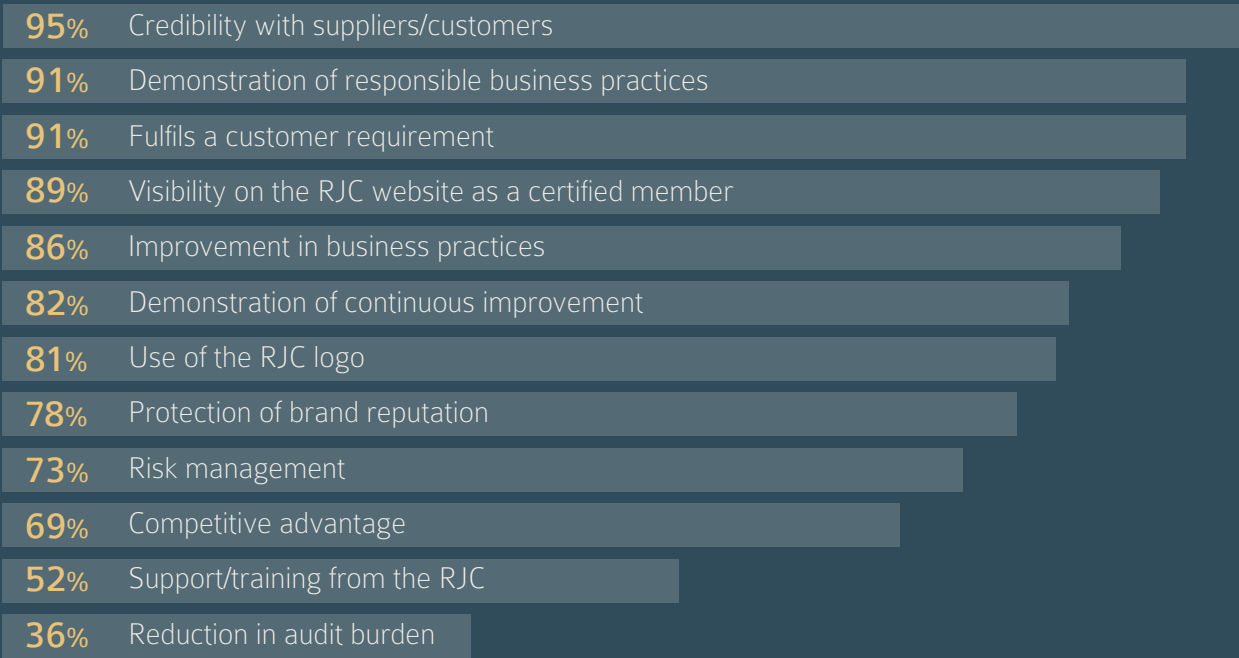 95% Credibility with suppliers/customers
91% Demonstration of responsible business practices
91% Fulfils a customer requirement
89% Visibility on the RJC website as a certified member
86% Improvement in business practices
82% Demonstration of continuous improvement
81% Use of the RJC logo
78% Protection of brand reputation
73% Risk management
69% Competitive advantage
52% Support/training from the RJC
36% Reduction in audit burden